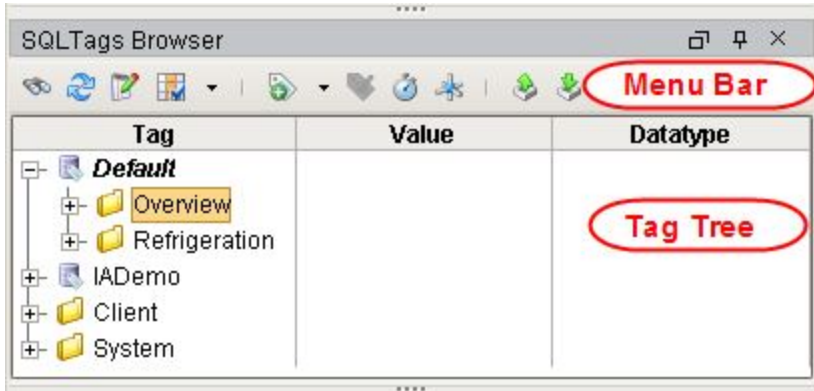 SQLTags Browser
Menu Bar
Tag Value Datatype
Default
Overview
Tag Tree
Refrigeration
IADemo
Client
System